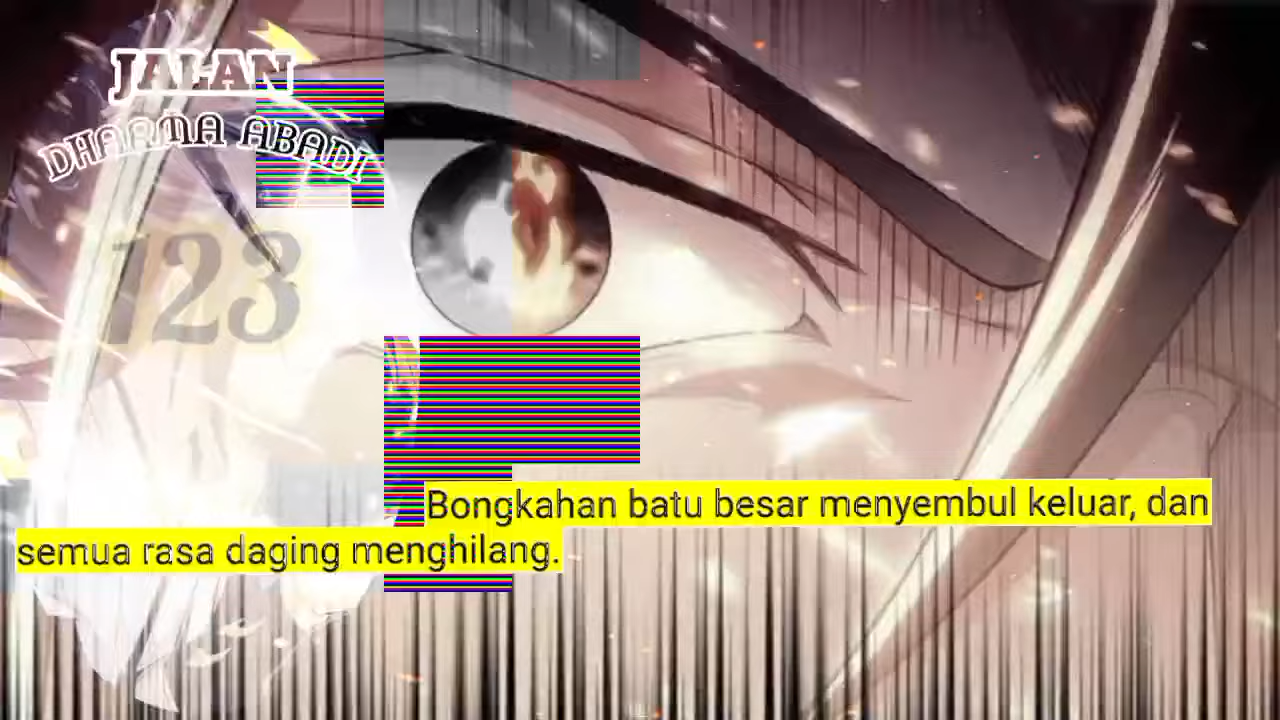 JALAN
DHARMA ABADI
123
Bongkahan batu besar menyembul keluar, dan
semua rasa daging menghilang.